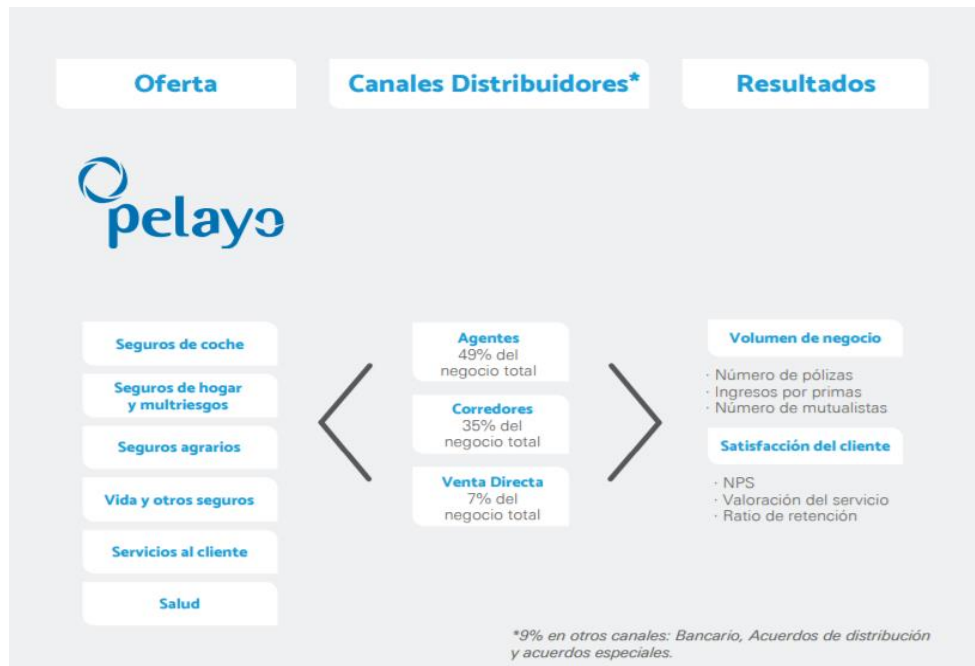 Oferta
Canales Distribuidores*
Resultados
pelayo
Seguros de coche
Seguros de hogar
y multriesgos
Seguros agrarios
Vida y otros seguros
Servicios al cliente
Salud
Agentes
49% del
negocio total
Corredores
35% del
negocio total
Venta Directa
7% del
negocio total
Volumen de negocio
· Número de pólizas
· Ingresos por primas
· Número de mutualistas
Satisfacción del cliente
· NPS
· Valoración del servicio
· Ratio de retención
*9% en otros canales: Bancario, Acuerdos de distribución
y acuerdos especiales.